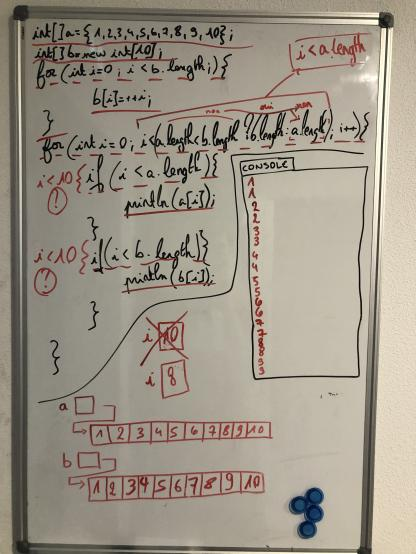 int[] a = {1,2,3,4,5,6,7,8,9,10};
int[] b = new int[10];
i < a.length
for (int i=0; i < b.length;) {
b[i]=++i;
non oui non
}
for (int i=0; i<(a.length<b.length ?(b.length:a.length); i++) {
i<10 { if (i < a.length)
! println(a[i]);
}
i<10 { if (i < b.length) {
? println(b[i]);
}
}
CONSOLE
1
1
2
2
3
3
4
4
5
5
6
6
7
7
8
8
9
9
i 10
i 8
a
1 2 3 4 5 6 7 8 9 10
b
1 2 3 4 5 6 7 8 9 10